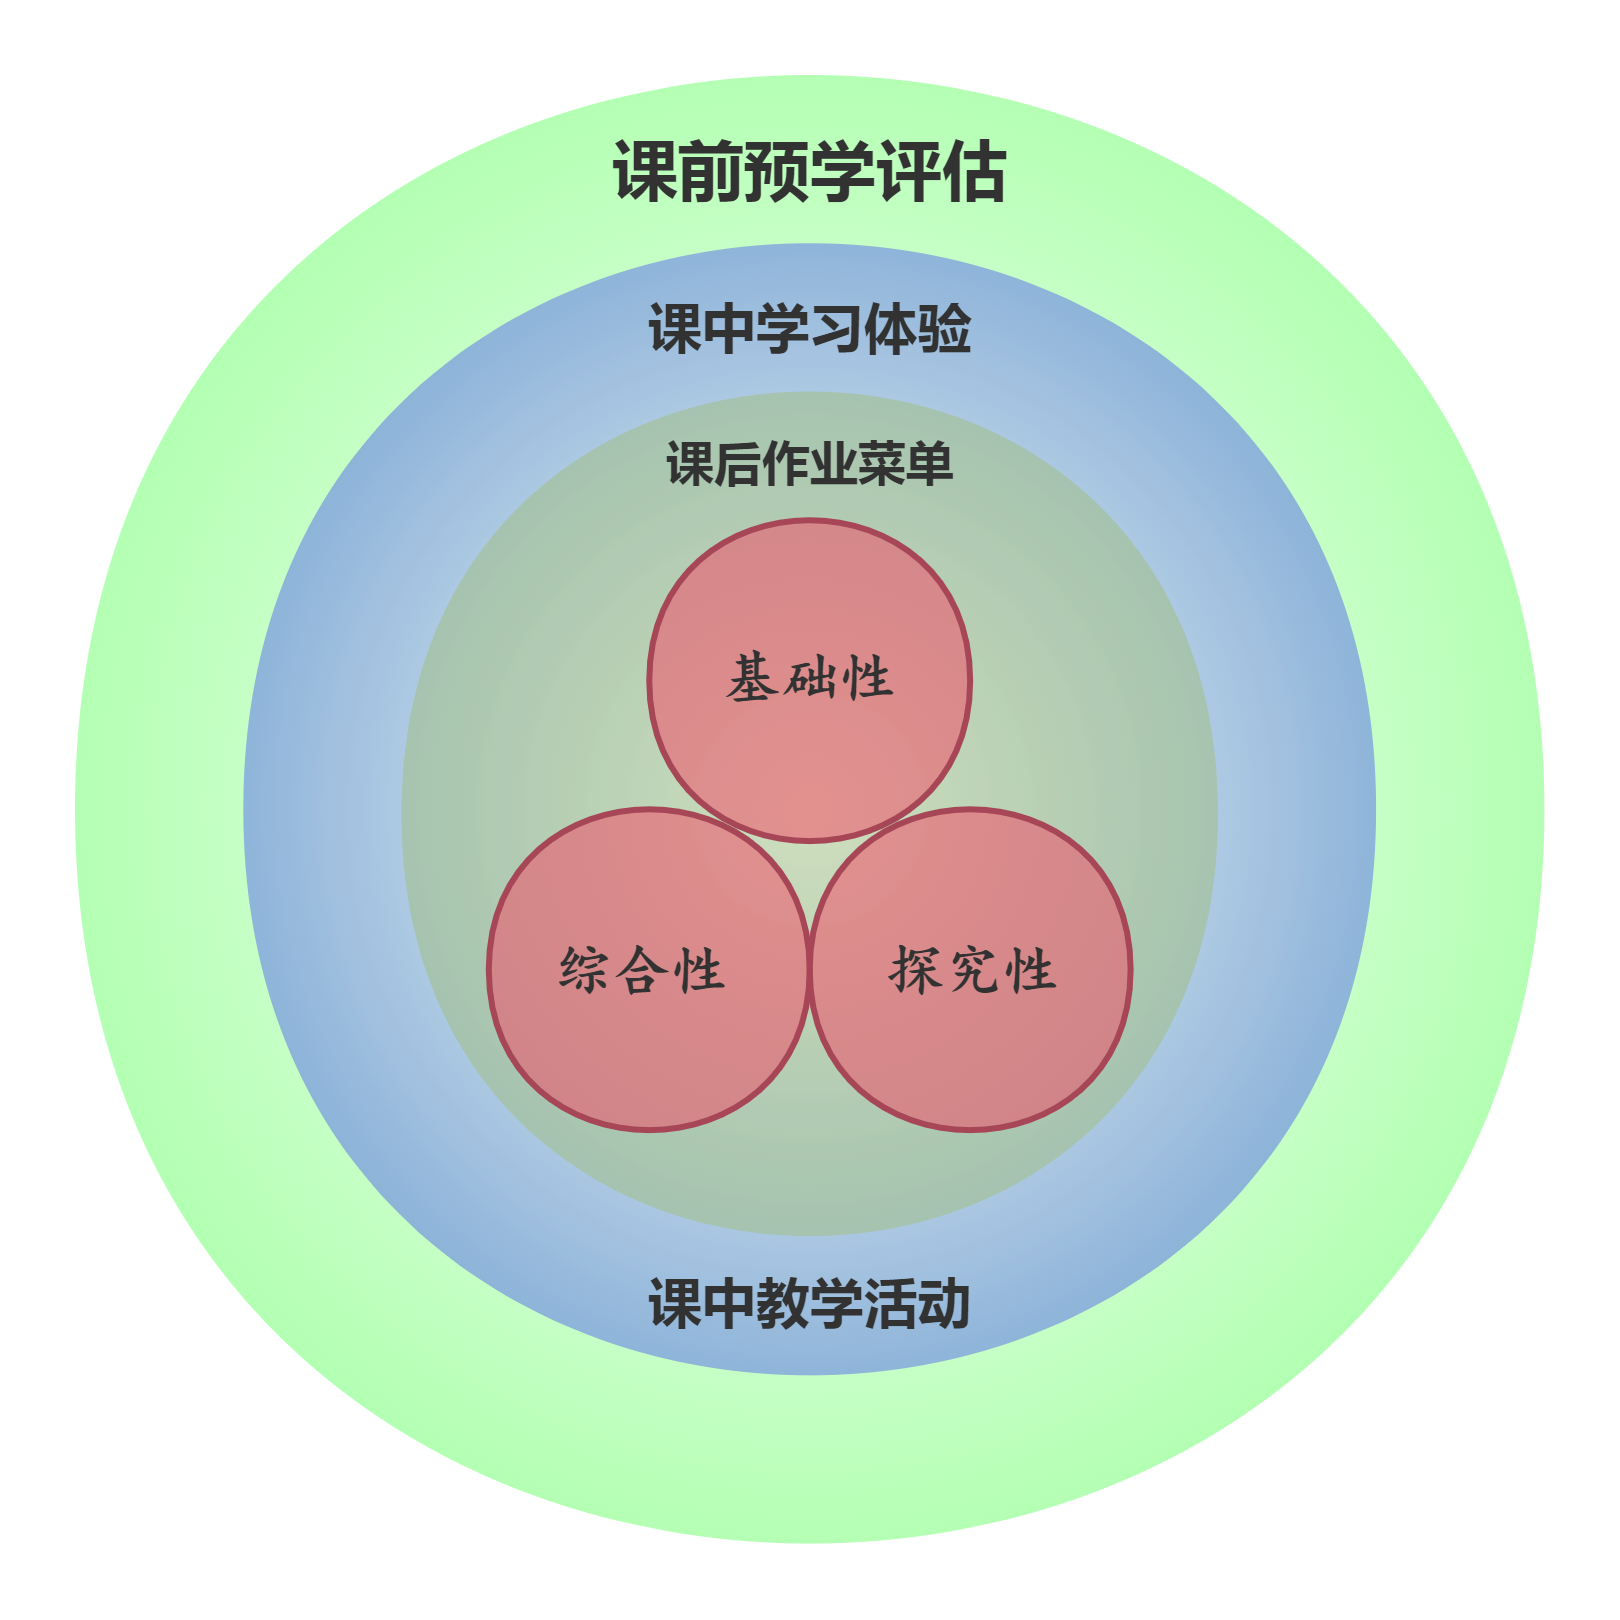 课前预学评估
课中学习体验
课后作业菜单
基础性
综合性
探究性
课中教学活动